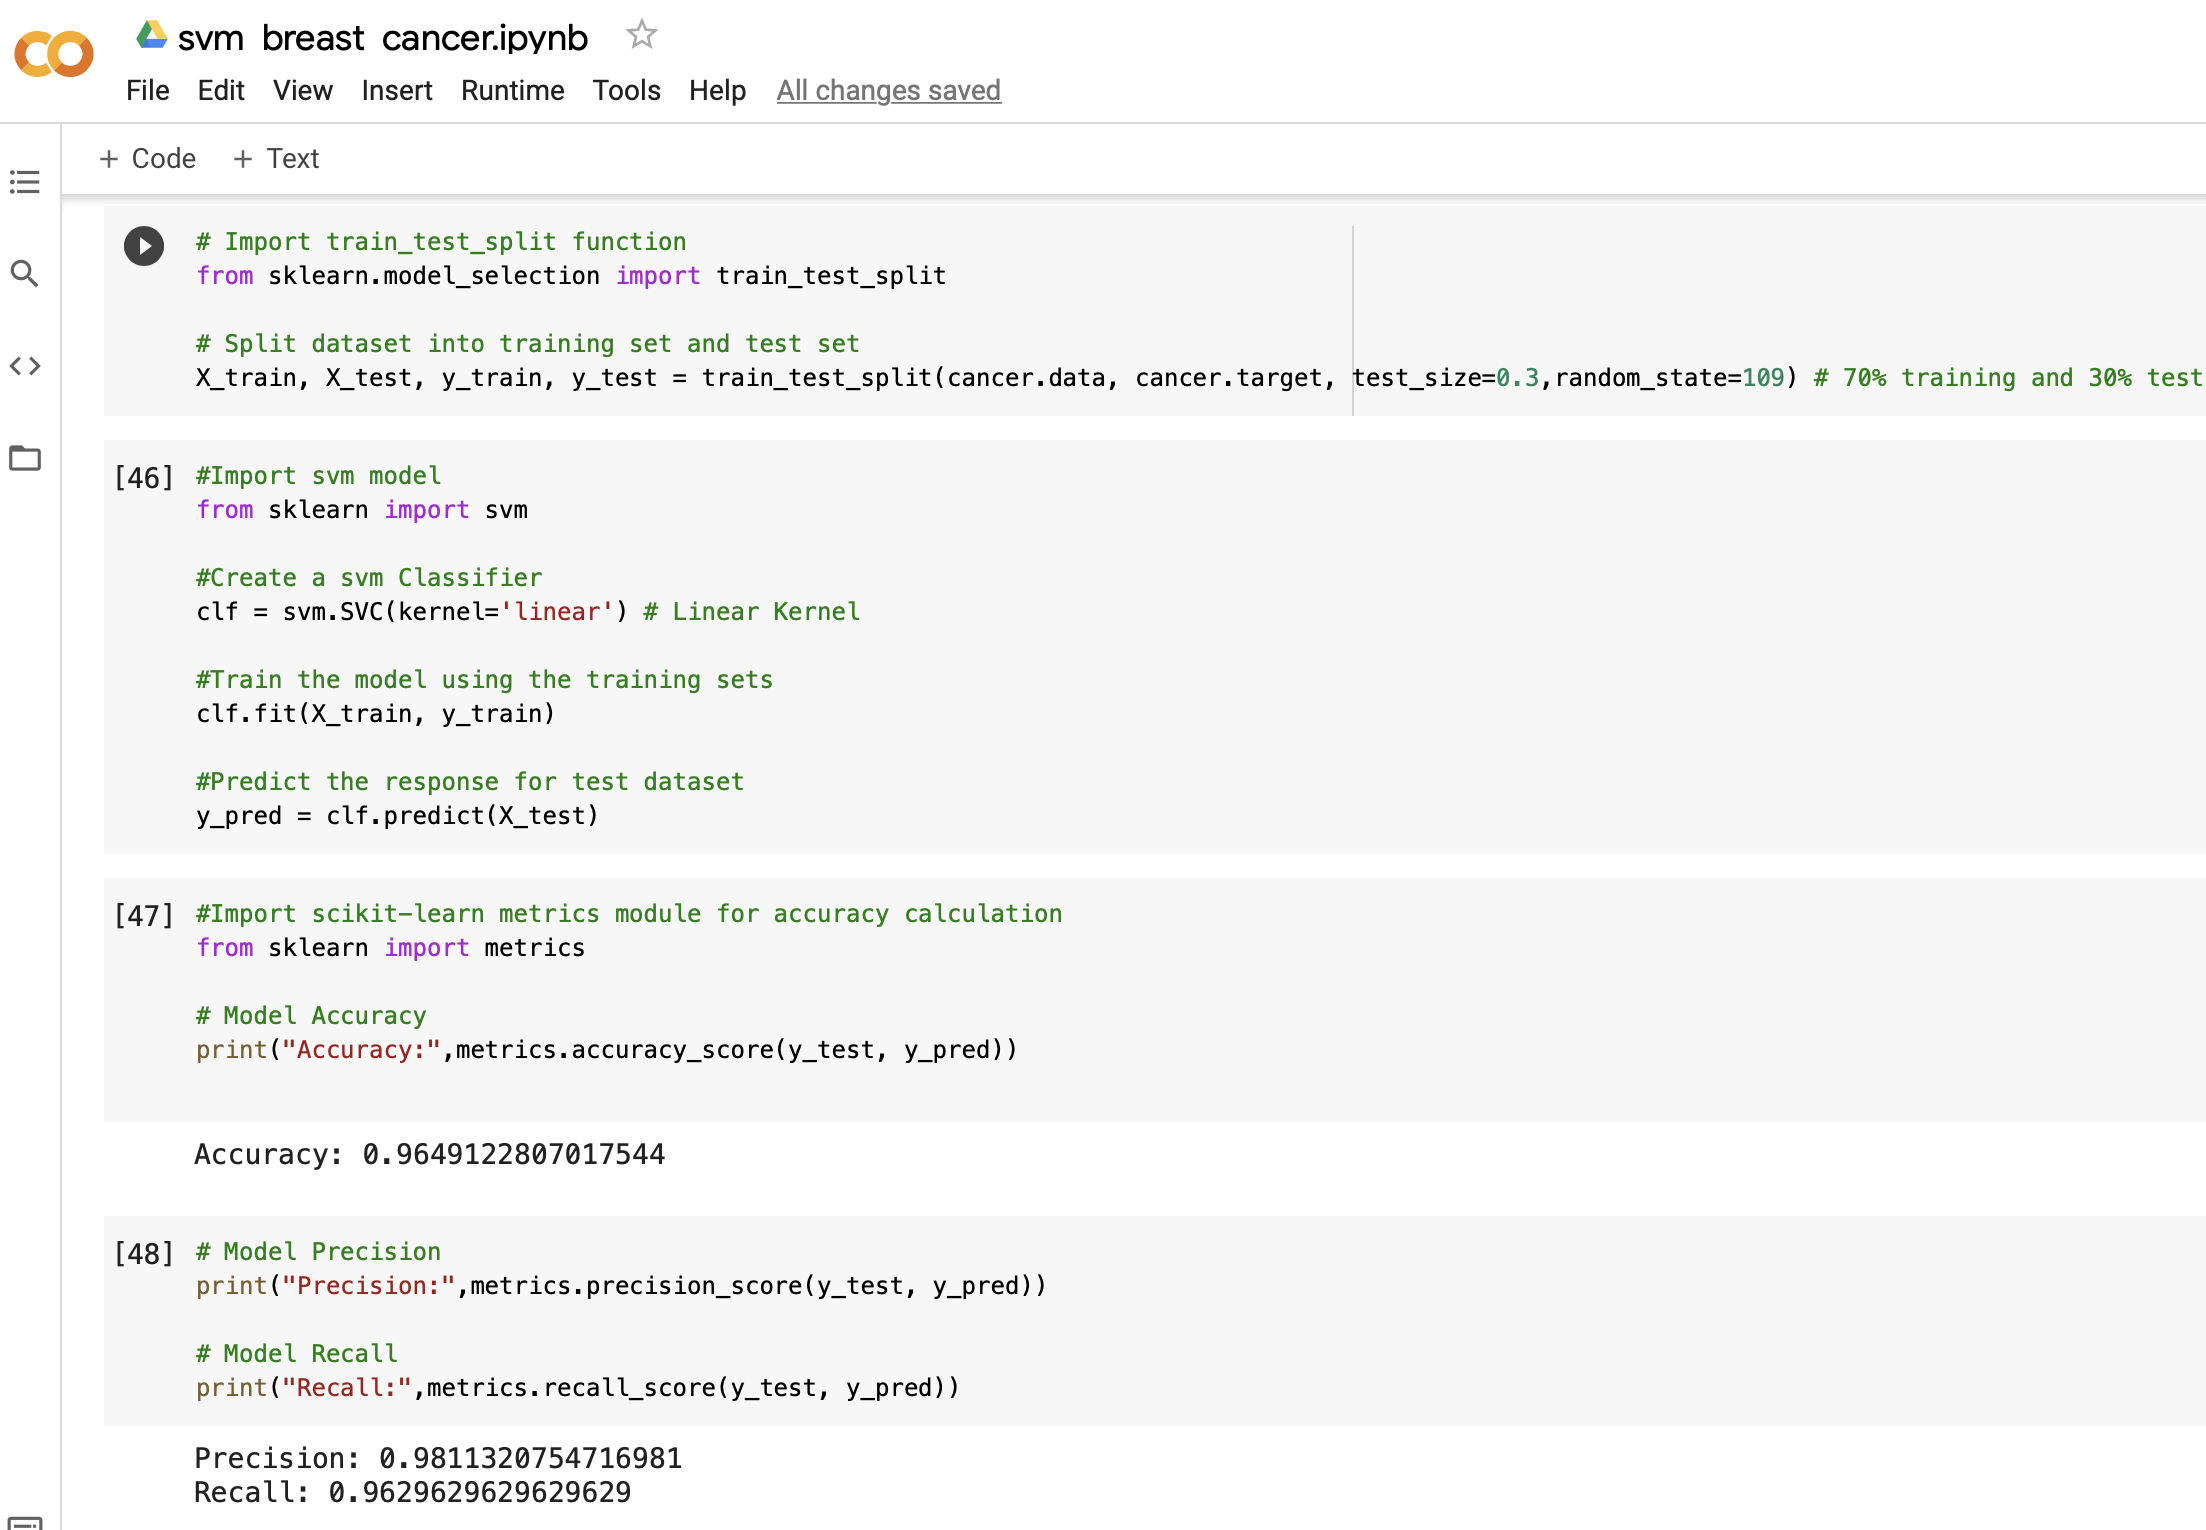 svm breast cancer.ipynb
File Edit View Insert Runtime Tools Help All changes saved
+ Code + Text
# Import train_test_split function
from sklearn.model_selection import train_test_split
# Split dataset into training set and test set
X_train, X_test, y_train, y_test = train_test_split(cancer.data, cancer.target, test_size=0.3,random_state=109) # 70% training and 30% test
[46] #Import svm model
from sklearn import svm
#Create a svm Classifier
clf = svm.SVC(kernel='linear') # Linear Kernel
#Train the model using the training sets
clf.fit(X_train, y_train)
#Predict the response for test dataset
y_pred = clf.predict(X_test)
[47] #Import scikit-learn metrics module for accuracy calculation
from sklearn import metrics
# Model Accuracy
print("Accuracy:",metrics.accuracy_score(y_test, y_pred))
Accuracy: 0.9649122807017544
[48] # Model Precision
print("Precision:",metrics.precision_score(y_test, y_pred))
# Model Recall
print("Recall:",metrics.recall_score(y_test, y_pred))
Precision: 0.9811320754716981
Recall: 0.9629629629629629